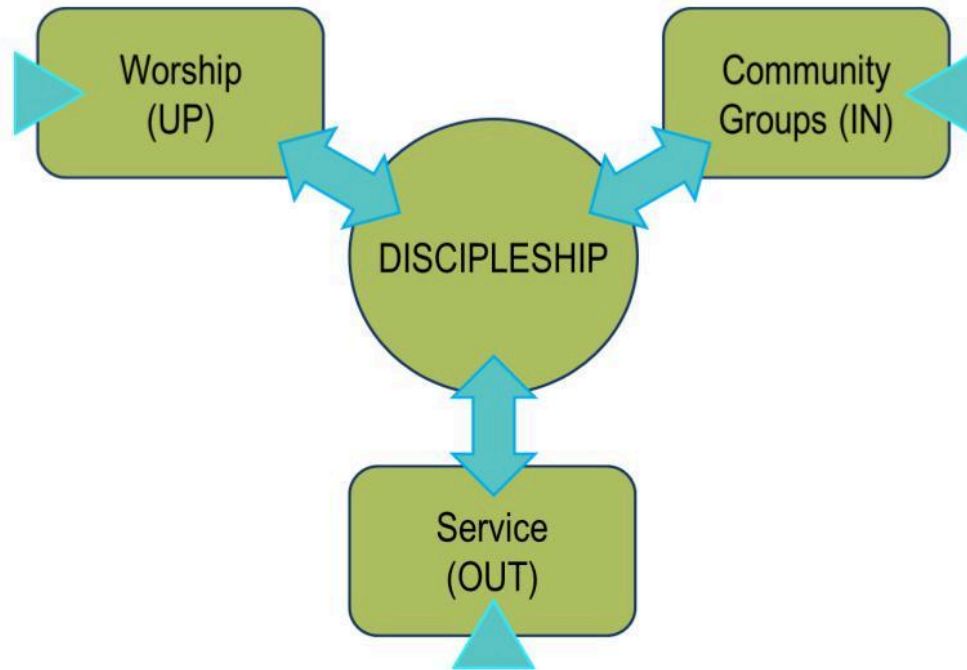 Worship
(UP)
Community
Groups (IN)
DISCIPLESHIP
Service
(OUT)